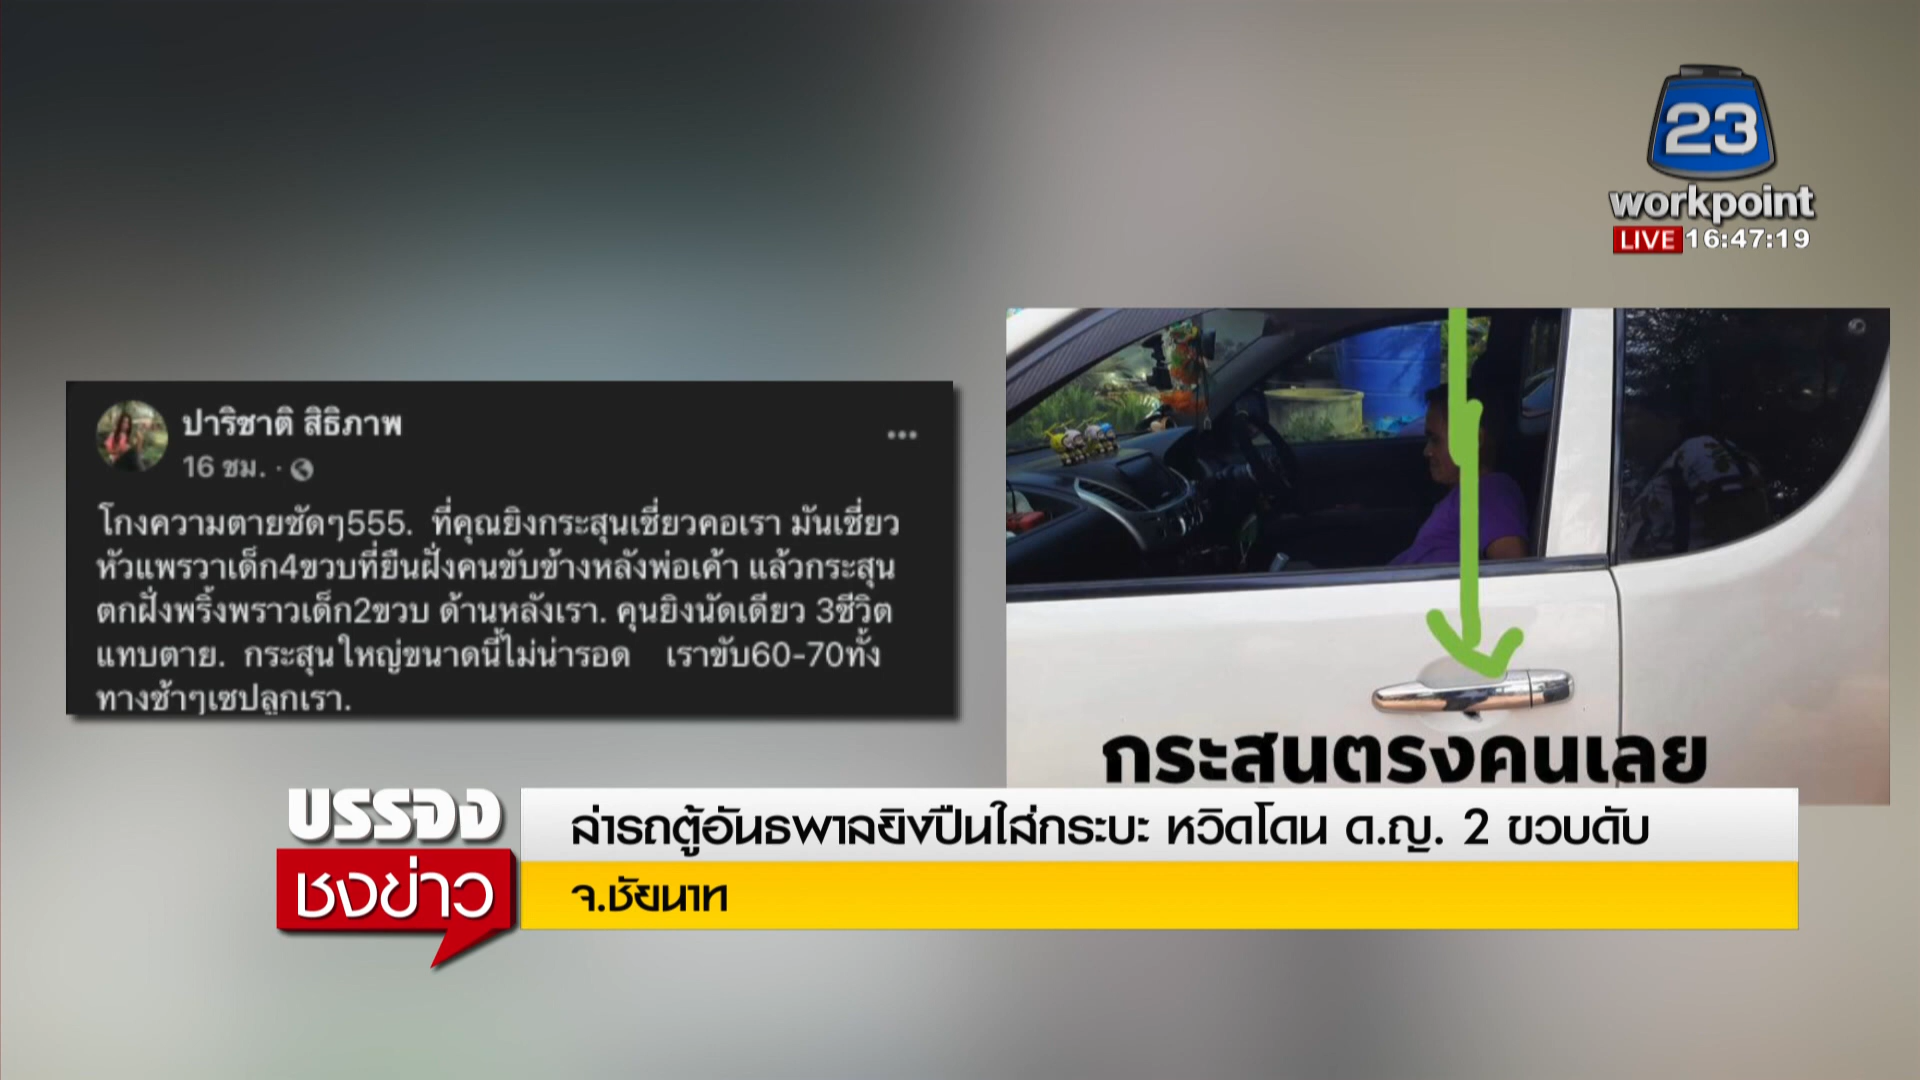 23
workpoint
LIVE 16:47:19
ปาริชาติ สิธิภาพ
16 ชม. ·
โกงความตายชัดๆ555. ที่คุณยิงกระสุนเชี่ยวคอเรา มันเชี่ยว
หัวแพรวาเด็ก4ขวบที่ยืนฝั่งคนขับข้างหลังพ่อเค้า แล้วกระสุน
ตกฝั่งพริ้งพราวเด็ก2ขวบ ด้านหลังเรา. คุนยิงนัดเดียว 3ชีวิต
แทบตาย. กระสุนใหญ่ขนาดนี้ไม่น่ารอด เราขับ60-70ทั้ง
ทางช้าๆเซปลูกเรา.
กระสุนตรงคนเลย
บรรจง
ชงข่าว
ล่ารถตู้อันธพาลยิงปืนใส่กระบะ หวิดโดน ด.ญ. 2 ขวบดับ
จ.ชัยนาท